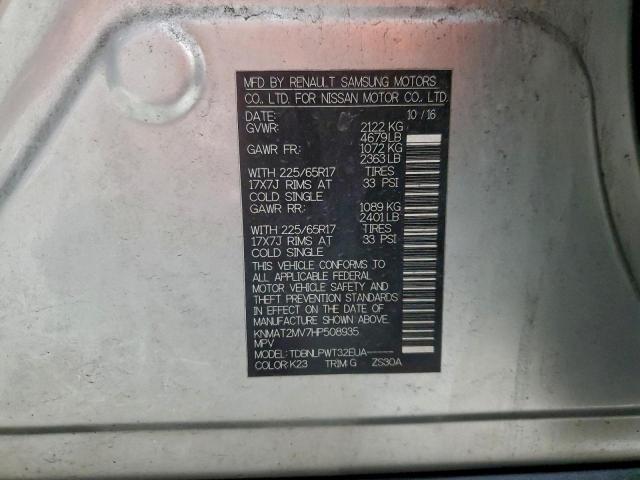 MFD BY RENAULT SAMSUNG MOTORS
CO., LTD. FOR NISSAN MOTOR CO., LTD.
DATE: 10 / 16
GVWR: 2122 KG
4679LB
GAWR FR: 1072 KG
2363 LB
WITH 225/65R17 TIRES
17X7J RIMS AT 33 PSI
COLD SINGLE
GAWR RR: 1089 KG
2401LB
WITH 225/65R17 TIRES
17X7J RIMS AT 33 PSI
COLD SINGLE
THIS VEHICLE CONFORMS TO
ALL APPLICABLE FEDERAL
MOTOR VEHICLE SAFETY AND
THEFT PREVENTION STANDARDS
IN EFFECT ON THE DATE OF
MANUFACTURE SHOWN ABOVE.
KNMAT2MV7HP508935
MPV
MODEL: TDBNLPWT32EUA-----
COLOR: K23 TRIM G ZS30A